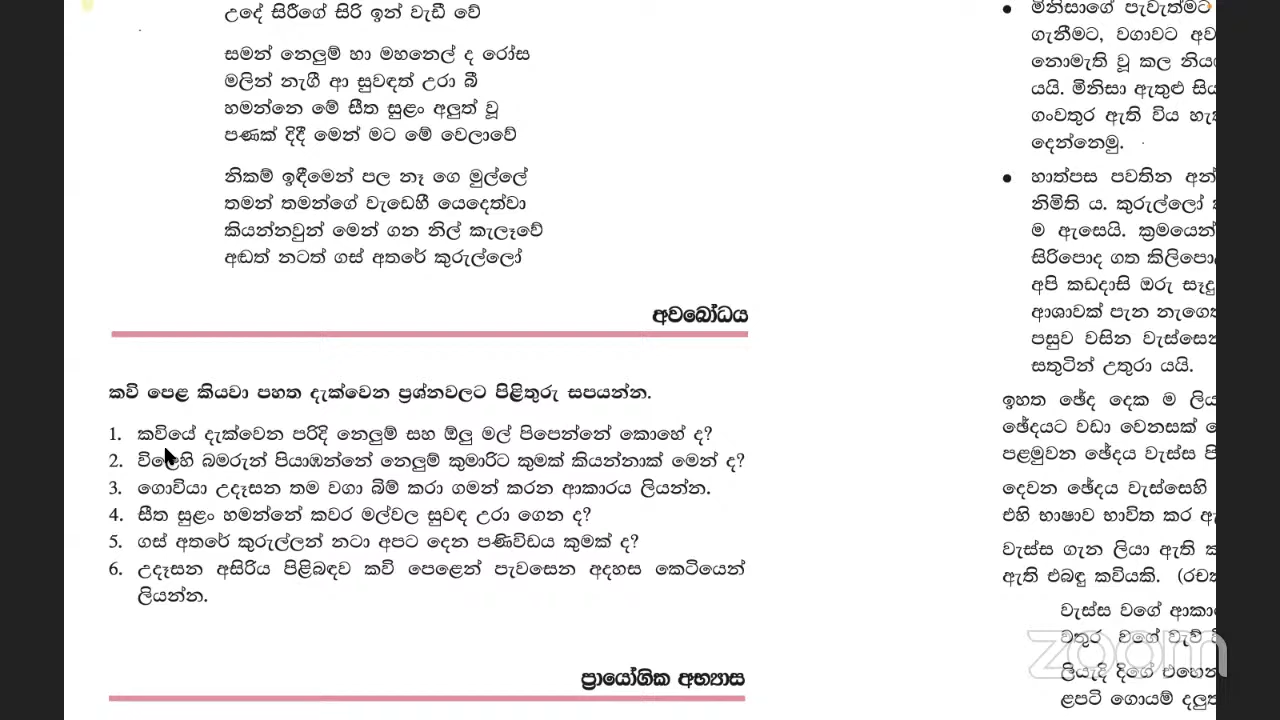 උදේ සිරීගේ සිරි ඉන් වැඩී වේ
සමන් නෙලුම් හා මහනෙල් ද රෝස
මලින් නැගී ආ සුවඳත් උරා බී
හමන්නෙ මේ සීත සුළං අලුත් වූ
පණක් දිදී මෙන් මට මේ වෙලාවේ
නිකම් ඉඳීමෙන් පල නෑ ගෙ මුල්ලේ
තමන් තමන්ගේ වැඩෙහී යෙදෙත්වා
කියන්නවුන් මෙන් ගන නිල් කැලෑවේ
අඬත් නටත් ගස් අතරේ කුරුල්ලෝ
අවබෝධය
කවි පෙළ කියවා පහත දැක්වෙන ප්‍රශ්නවලට පිළිතුරු සපයන්න.
1. කවියේ දැක්වෙන පරිදි නෙලුම් සහ ඕලු මල් පිපෙන්නේ කොහේ ද?
2. විලෙහි බමරුන් පියාඹන්නේ නෙලුම් කුමාරිට කුමක් කියන්නාක් මෙන් ද?
3. ගොවියා උදෑසන තම වගා බිම් කරා ගමන් කරන ආකාරය ලියන්න.
4. සීත සුළං හමන්නේ කවර මල්වල සුවඳ උරා ගෙන ද?
5. ගස් අතරේ කුරුල්ලන් නටා අපට දෙන පණිවිඩය කුමක් ද?
6. උදෑසන අසිරිය පිළිබඳව කවි පෙළෙන් පැවසෙන අදහස කෙටියෙන්
ලියන්න.
ප්‍රායෝගික අභ්‍යාස
• මිනිසාගේ පැවැත්මට
ගැනීමට, වගාවට
නොමැති වූ කල
යයි. මිනිසා ඇතුළු
ගංවතුර ඇති විය
දෙන්නෙමු.
• හාත්පස පවතින
නිමිති ය. කුරුල්ලෝ
ම ඇසෙයි. ක්‍රමයෙන්
සිරිපොද ගත
අපි කඩදාසි ඔරු
ආශාවක් පැන
පසුව වසින
සතුටින් උතුරා යයි.
ඉහත ඡේද දෙක ම
ඡේදයට වඩා වෙනසක්
පළමුවන ඡේදය වැස්ස
දෙවන ඡේදය වැස්සෙහි
එහි භාෂාව භාවිත කර
වැස්ස ගැන ලියා ඇති
ඇති එබඳු කවියකි.
වැස්ස වගේ
වතුර වගේ වැව්
ලියැදි දිගේ
ළපටි ගොයම්
zoom